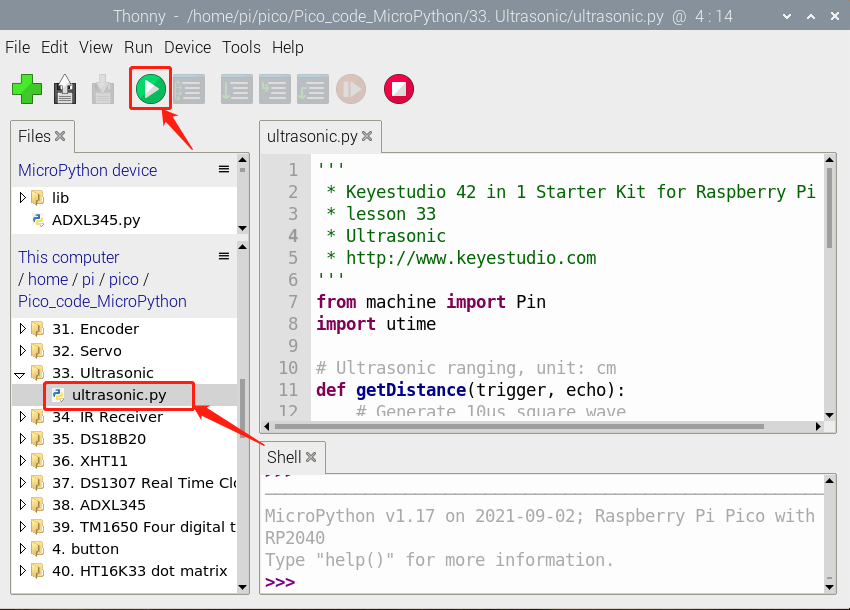 Thonny - /home/pi/pico/Pico_code_MicroPython/33. Ultrasonic/ultrasonic.py @ 4:14
File Edit View Run Device Tools Help
Files
MicroPython device
lib
ADXL345.py
This computer
/ home / pi / pico /
Pico_code_MicroPython
31. Encoder
32. Servo
33. Ultrasonic
ultrasonic.py
34. IR Receiver
35. DS18B20
36. XHT11
37. DS1307 Real Time Clo
38. ADXL345
39. TM1650 Four digital t
4. button
40. HT16K33 dot matrix
ultrasonic.py
1 '''
2 * Keyestudio 42 in 1 Starter Kit for Raspberry Pi
3 * lesson 33
4 * Ultrasonic
5 * http://www.keyestudio.com
6 '''
7 from machine import Pin
8 import utime
9
10 # Ultrasonic ranging, unit: cm
11 def getDistance(trigger, echo):
12 # Generate 10us square wave
Shell
>>>
MicroPython v1.17 on 2021-09-02; Raspberry Pi Pico with
RP2040
Type "help()" for more information.
>>>